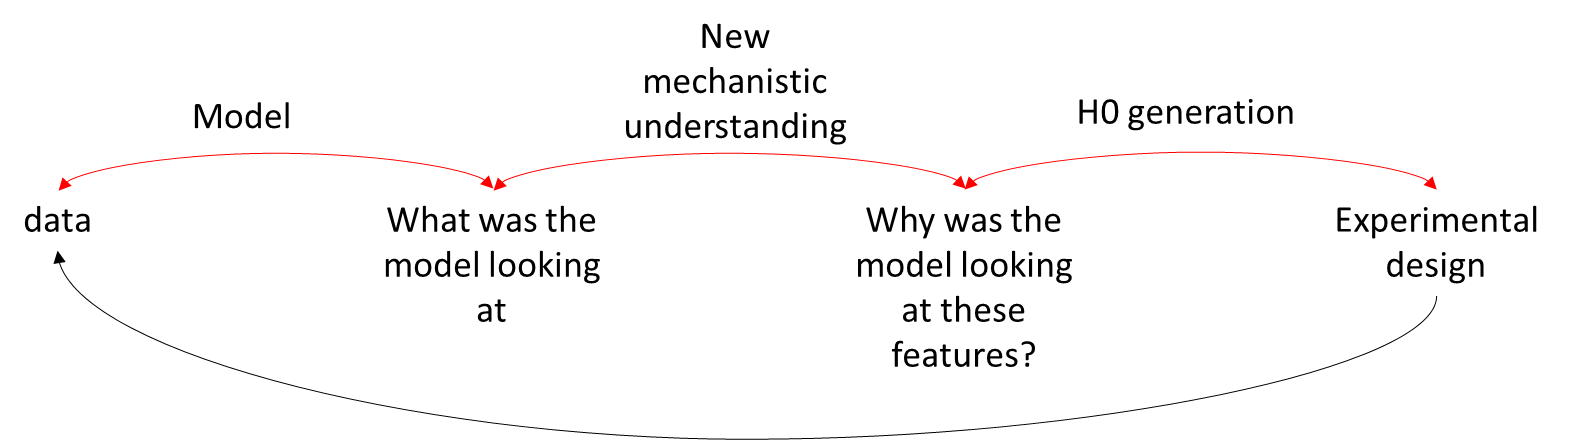 New
mechanistic
understanding
Model
H0 generation
data
What was the
model looking
at
Why was the
model looking
at these
features?
Experimental
design